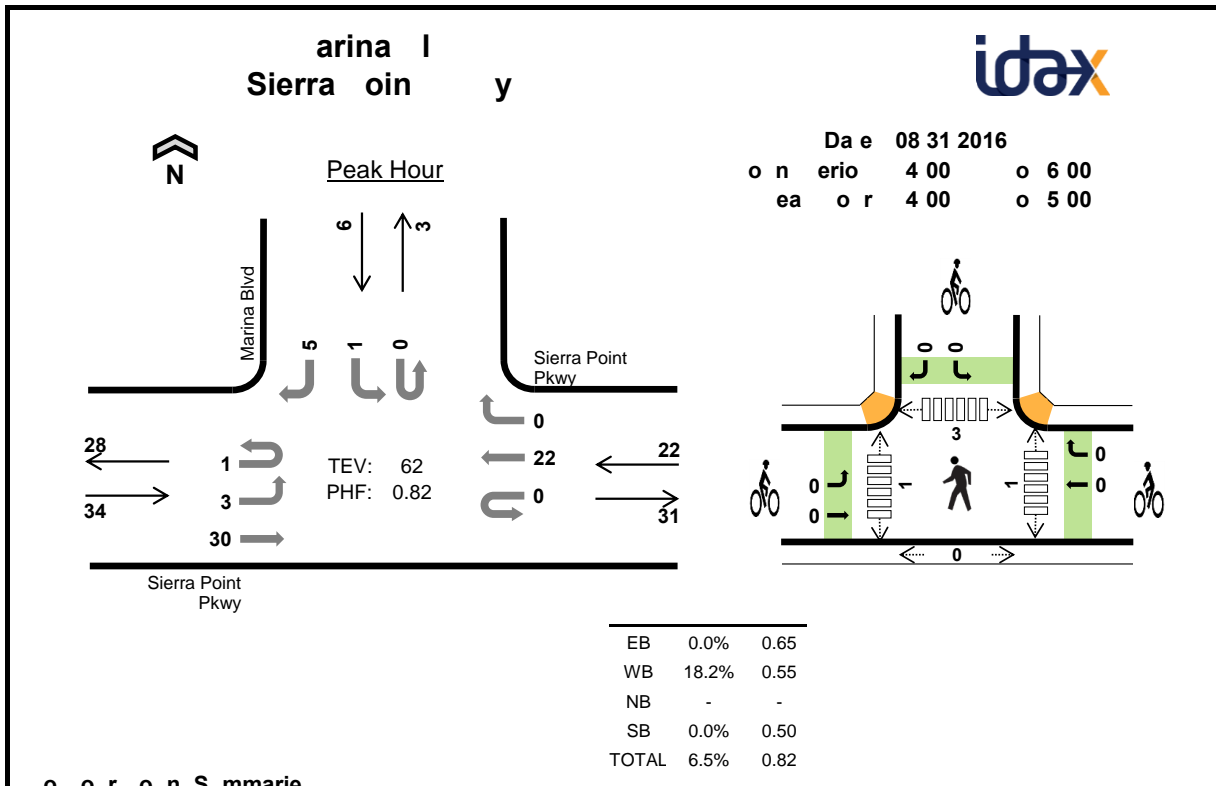 arina l
Sierra oin y
idax
Da e 08 31 2016
o n erio 4 00 o 6 00
ea o r 4 00 o 5 00
N
Peak Hour
6
3
Marina Blvd
5
1
0
Sierra Point
Pkwy
0
22
0
22
31
28
34
1
3
30
TEV: 62
PHF: 0.82
Sierra Point
Pkwy
0 0
3
0
0
1
1
0
0
0
EB 0.0% 0.65
WB 18.2% 0.55
NB - -
SB 0.0% 0.50
TOTAL 6.5% 0.82
o o r o n S mmarie